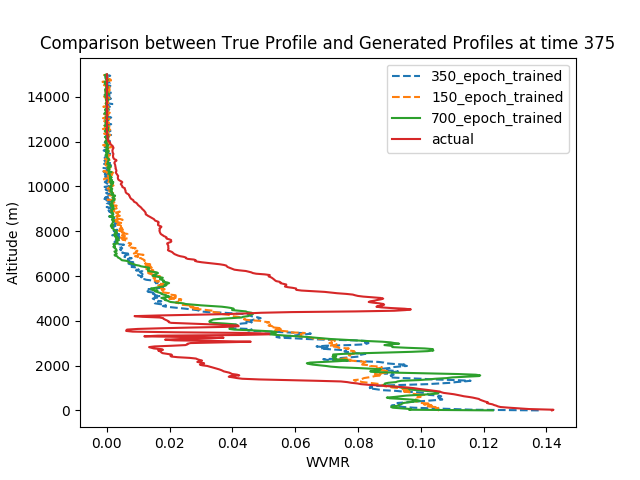 Comparison between True Profile and Generated Profiles at time 375
350_epoch_trained
150_epoch_trained
700_epoch_trained
actual
14000
12000
10000
8000
6000
4000
2000
0
Altitude (m)
0.00 0.02 0.04 0.06 0.08 0.10 0.12 0.14
WVMR